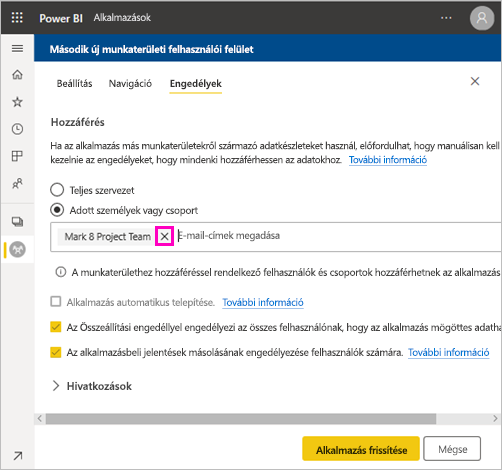 Power BI Alkalmazások
Második új munkaterületi felhasználói felület
Beállítás Navigáció Engedélyek
Hozzáférés
Ha az alkalmazás más munkaterületekről származó adatkészleteket használ, előfordulhat, hogy manuálisan kell
kezelnie az engedélyeket, hogy mindenki hozzáférhessen az adatokhoz. További információ
Teljes szervezet
Adott személyek vagy csoport
Mark 8 Project Team E-mail-címek megadása
A munkaterülethez hozzáféréssel rendelkező felhasználók és csoportok hozzáférhetnek az alkalmazás
Alkalmazás automatikus telepítése. További információ
Az Összeállítási engedéllyel engedélyezi az összes felhasználónak, hogy az alkalmazás mögöttes adatha
Az alkalmazásbeli jelentések másolásának engedélyezése felhasználók számára. További információ
Hivatkozások
Alkalmazás frissítése Mégse